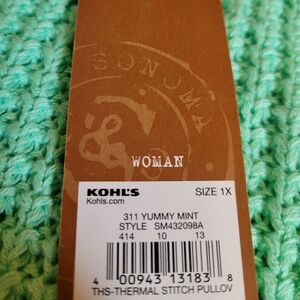 SONOMA
&
WOMAN
KOHL'S SIZE 1X
Kohls.com
311 YUMMY MINT
STYLE SM432098A
414 10 13
4 00943 13183 8
THS-THERMAL STITCH PULLOV